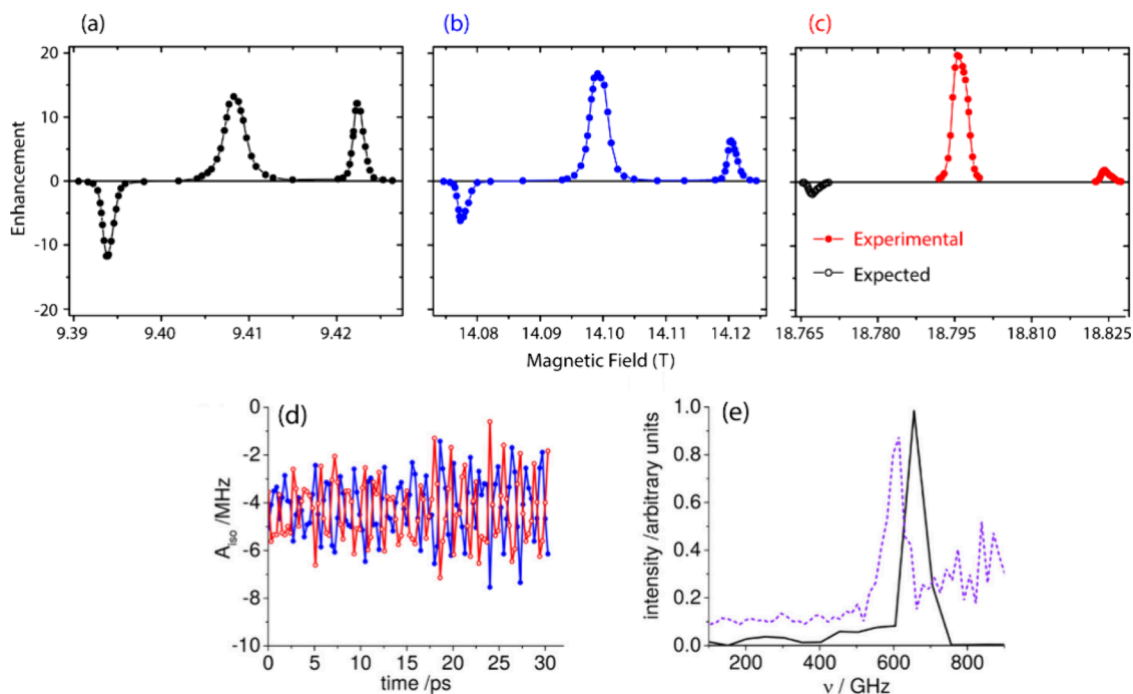 (a) (b) (c)
20
10
0
-10
-20
Enhancement
Experimental
Expected
9.39 9.40 9.41 9.42
14.08 14.09 14.10 14.11 14.12
18.765 18.780 18.795 18.810 18.825
Magnetic Field (T)
(d)
0
-2
-4
-6
-8
-10
A iso /MHz
0 5 10 15 20 25 30
time /ps
(e)
1.0
0.8
0.6
0.4
0.2
0.0
intensity /arbitrary units
200 400 600 800
ν / GHz